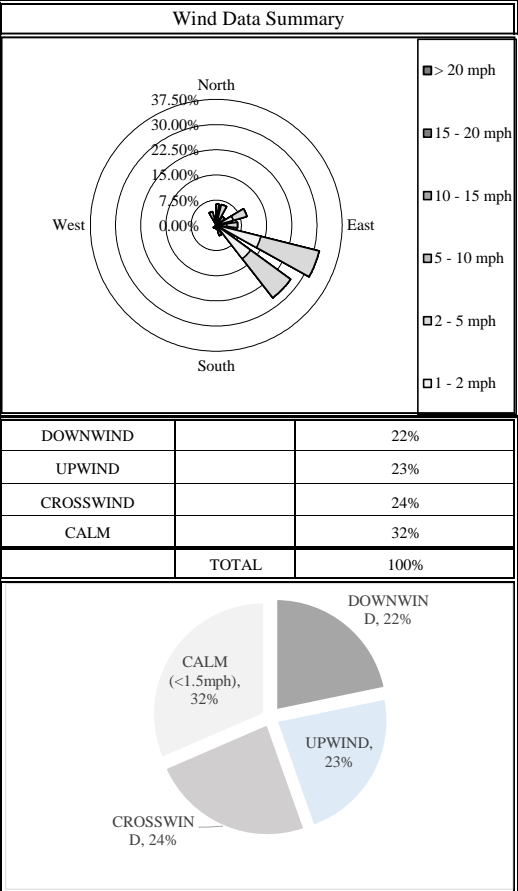 Wind Data Summary
North
37.50%
30.00%
22.50%
15.00%
7.50%
0.00%
West
East
South
> 20 mph
15 - 20 mph
10 - 15 mph
5 - 10 mph
2 - 5 mph
1 - 2 mph
DOWNWIND 22%
UPWIND 23%
CROSSWIND 24%
CALM 32%
TOTAL 100%
DOWNWIN
D, 22%
CALM
(<1.5mph),
32%
UPWIND,
23%
CROSSWIN
D, 24%